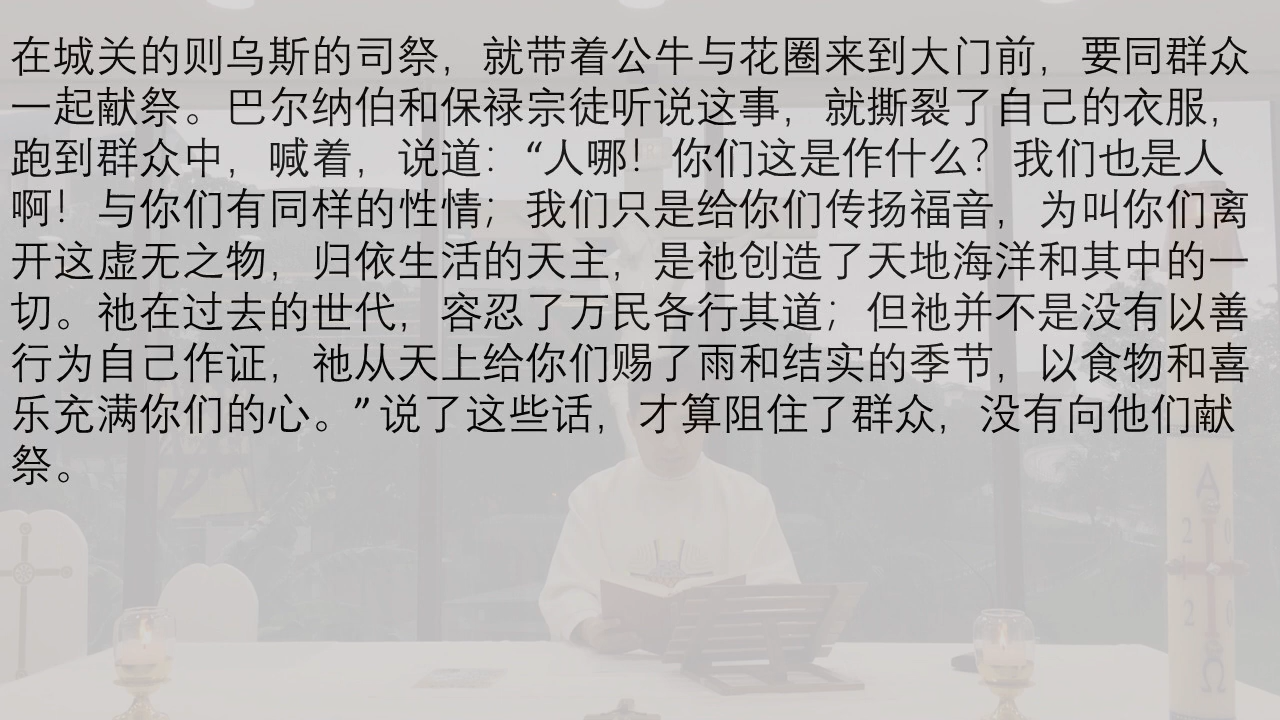 在城关的则乌斯的司祭，就带着公牛与花圈来到大门前，要同群众
一起献祭。巴尔纳伯和保禄宗徒听说这事，就撕裂了自己的衣服，
跑到群众中，喊着，说道：“人哪！你们这是作什么？我们也是人
啊！与你们有同样的性情；我们只是给你们传扬福音，为叫你们离
开这虚无之物，归依生活的天主，是祂创造了天地海洋和其中的一
切。祂在过去的世代，容忍了万民各行其道；但祂并不是没有以善
行为自己作证，祂从天上给你们赐了雨和结实的季节，以食物和喜
乐充满你们的心。”说了这些话，才算阻住了群众，没有向他们献
祭。
Α
2 0
2
Ω